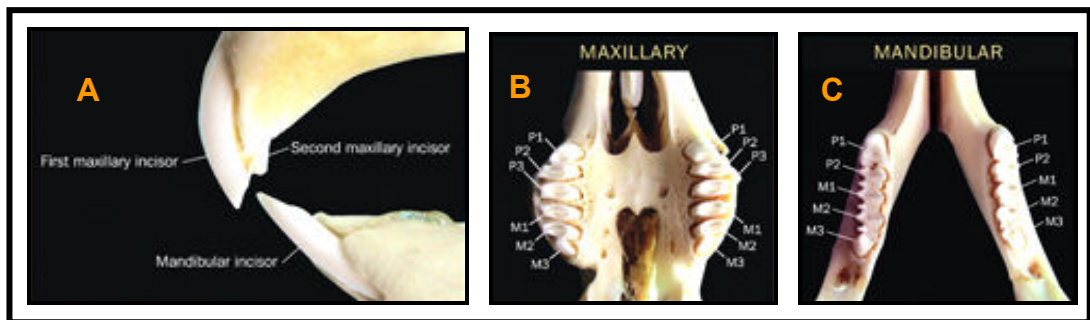 A
First maxillary incisor
Second maxillary incisor
Mandibular incisor
MAXILLARY
B
P1
P2
P3
M1
M2
M3
P1
P2
P3
M1
M2
M3
MANDIBULAR
C
P1
P2
M1
M2
M3
P1
P2
M1
M2
M3